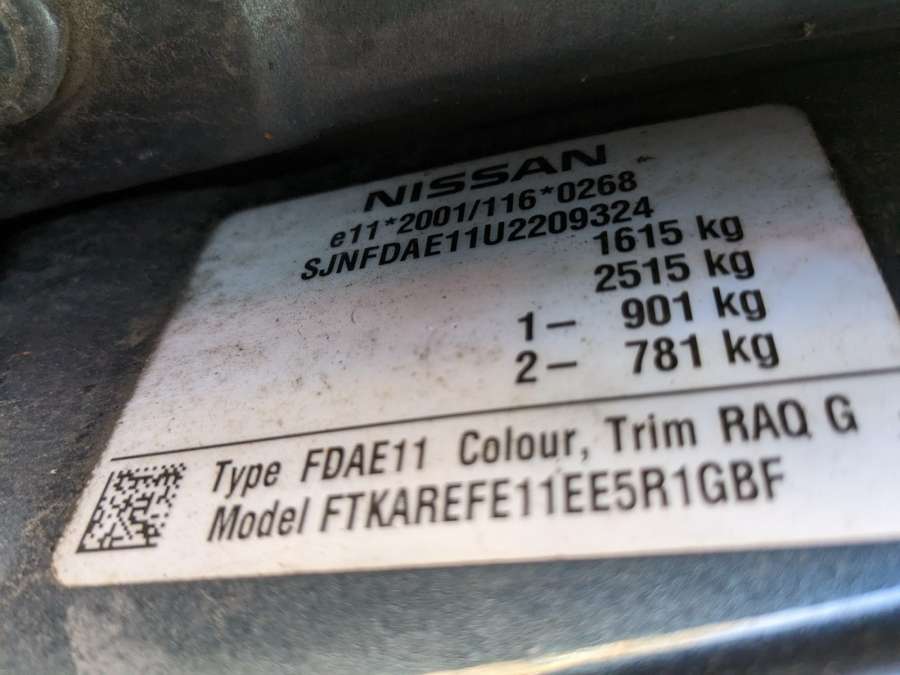 NISSAN
e11*2001/116*0268
SJNFDAE11U2209324
1615 kg
2515 kg
1– 901 kg
2– 781 kg
Type FDAE11 Colour, Trim RAQ G
Model FTKAREFE11EE5R1GBF